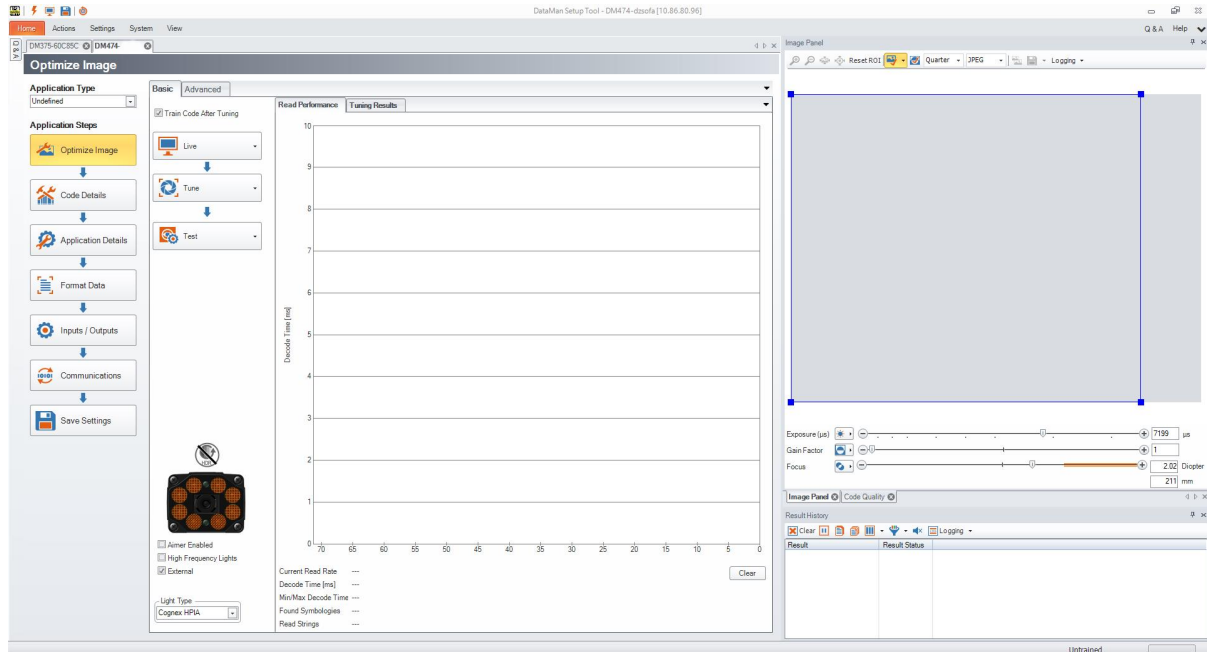 DataMan Setup Tool - DM474-dzsofa [10.86.80.96]
Home Actions Settings System View
Q & A Help
Q & A
DM375-60C85C DM474-
Optimize Image
Application Type
Undefined
Application Steps
Optimize Image
Code Details
Application Details
Format Data
Inputs / Outputs
Communications
Save Settings
Basic Advanced
Train Code After Tuning
Live
Tune
Test
Aimer Enabled
High Frequency Lights
External
Light Type
Cognex HPIA
Read Performance Tuning Results
Decode Time [ms]
10
9
8
7
6
5
4
3
2
1
0
70 65 60 55 50 45 40 35 30 25 20 15 10 5 0
Current Read Rate ---
Clear
Decode Time [ms] ---
Min/Max Decode Time ---
Found Symbologies ---
Read Strings ---
Image Panel
Reset ROI Quarter JPEG Logging
Exposure (µs) 7199 µs
Gain Factor 1
Focus 2.02 Diopter
211 mm
Image Panel Code Quality
Result History
Clear Logging
Result Result Status
Untrained